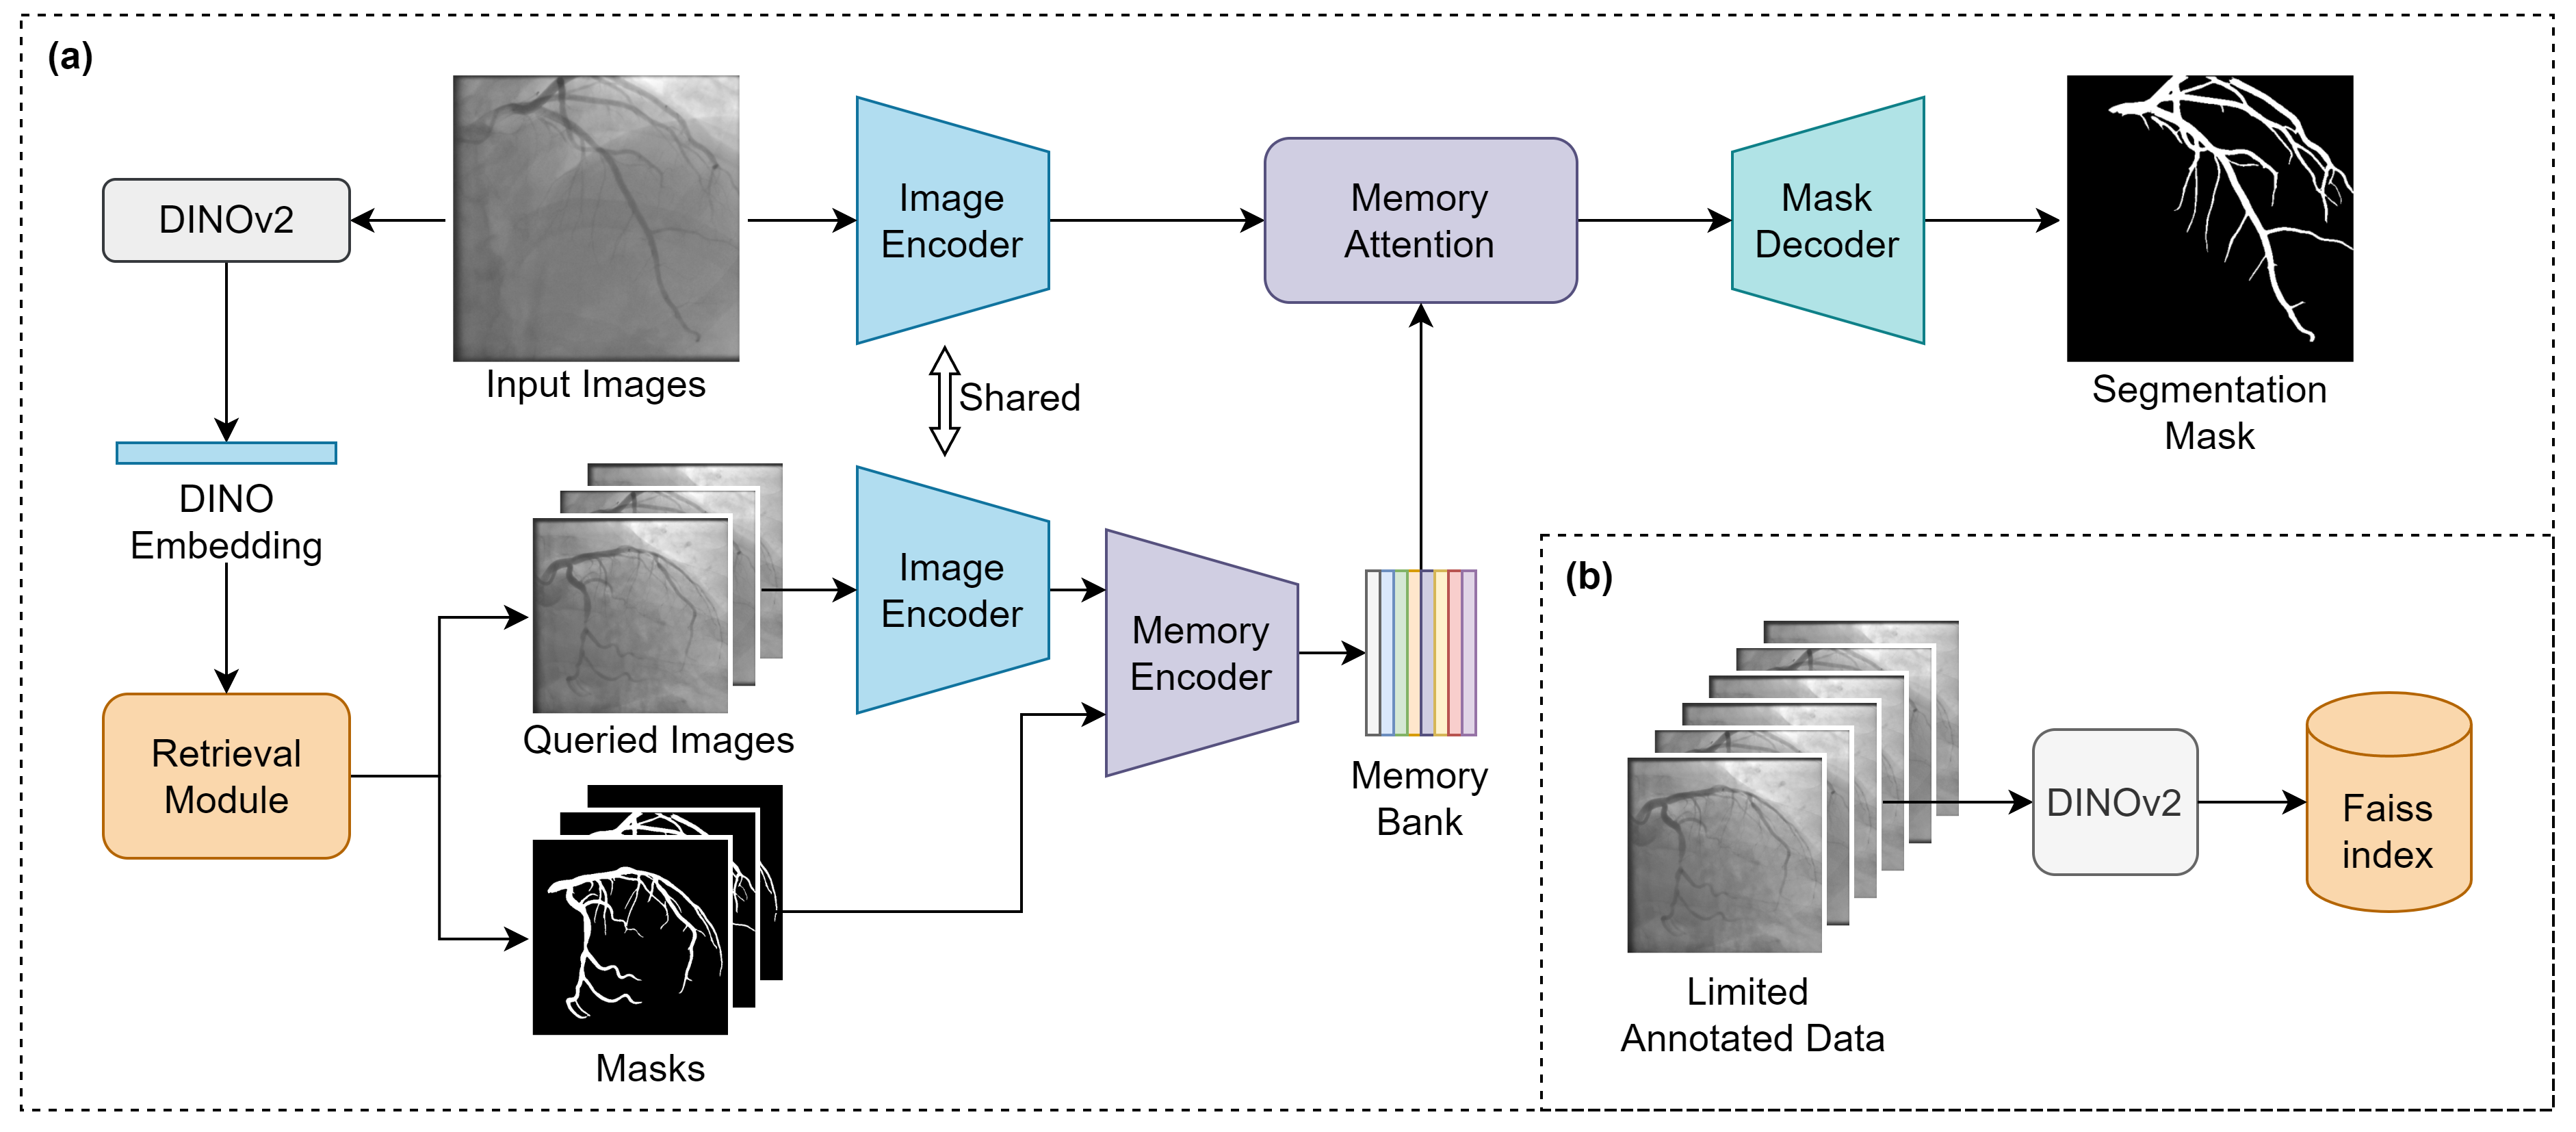 (a)
DINOv2
Input Images
Image
Encoder
Memory
Attention
Mask
Decoder
Segmentation
Mask
Shared
DINO
Embedding
Retrieval
Module
Queried Images
Masks
Image
Encoder
Memory
Encoder
Memory
Bank
(b)
Limited
Annotated Data
DINOv2
Faiss
index